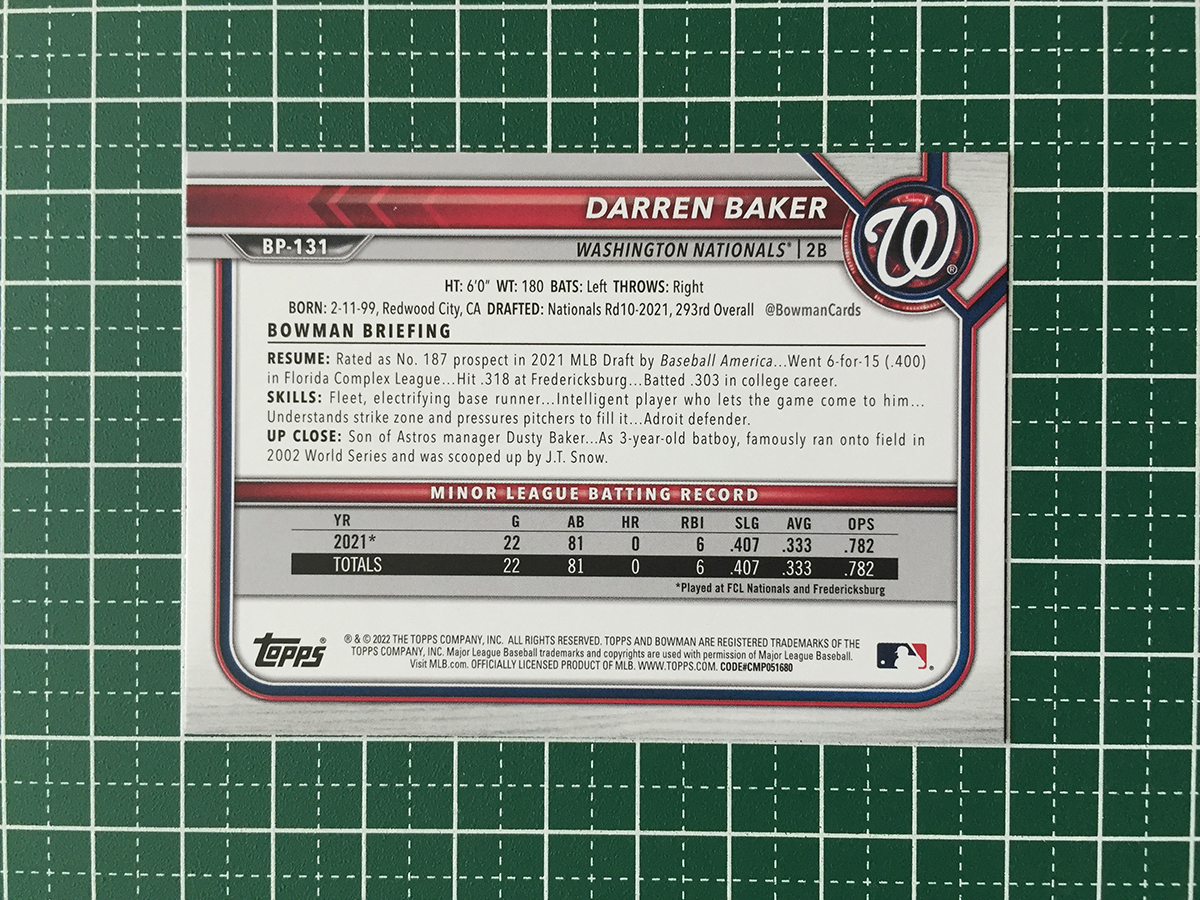 DARREN BAKER
BP-131
WASHINGTON NATIONALS® | 2B
W®
HT: 6'0" WT: 180 BATS: Left THROWS: Right
BORN: 2-11-99, Redwood City, CA DRAFTED: Nationals Rd10-2021, 293rd Overall @BowmanCards
BOWMAN BRIEFING
RESUME: Rated as No. 187 prospect in 2021 MLB Draft by Baseball America...Went 6-for-15 (.400)
in Florida Complex League...Hit .318 at Fredericksburg...Batted .303 in college career.
SKILLS: Fleet, electrifying base runner...Intelligent player who lets the game come to him...
Understands strike zone and pressures pitchers to fill it...Adroit defender.
UP CLOSE: Son of Astros manager Dusty Baker...As 3-year-old batboy, famously ran onto field in
2002 World Series and was scooped up by J.T. Snow.
MINOR LEAGUE BATTING RECORD
YR G AB HR RBI SLG AVG OPS
2021* 22 81 0 6 .407 .333 .782
TOTALS 22 81 0 6 .407 .333 .782
*Played at FCL Nationals and Fredericksburg
Topps®
® & © 2022 THE TOPPS COMPANY, INC. ALL RIGHTS RESERVED. TOPPS AND BOWMAN ARE REGISTERED TRADEMARKS OF THE
TOPPS COMPANY, INC. Major League Baseball trademarks and copyrights are used with permission of Major League Baseball.
Visit MLB.com. OFFICIALLY LICENSED PRODUCT OF MLB. WWW.TOPPS.COM. CODE#CMP051680